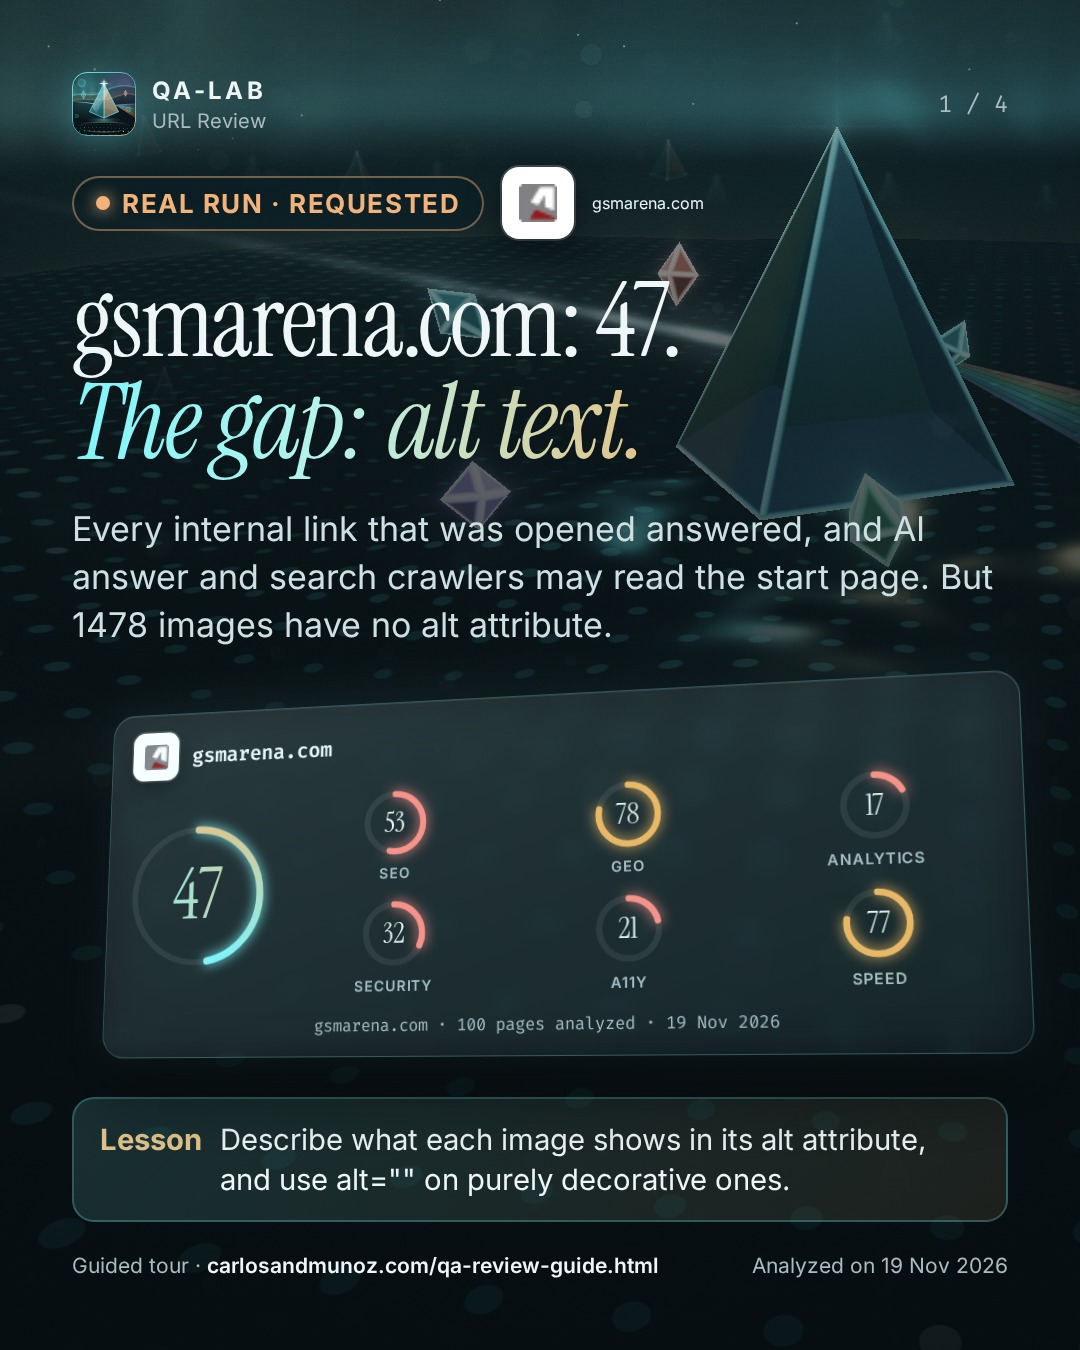 QA-LAB
URL Review
1 / 4
REAL RUN · REQUESTED
gsmarena.com
gsmarena.com: 47.
The gap: alt text.
Every internal link that was opened answered, and AI
answer and search crawlers may read the start page. But
1478 images have no alt attribute.
gsmarena.com
47
53
SEO
78
GEO
17
ANALYTICS
32
SECURITY
21
A11Y
77
SPEED
gsmarena.com · 100 pages analyzed · 19 Nov 2026
Lesson Describe what each image shows in its alt attribute,
and use alt="" on purely decorative ones.
Guided tour · carlosandmunoz.com/qa-review-guide.html
Analyzed on 19 Nov 2026